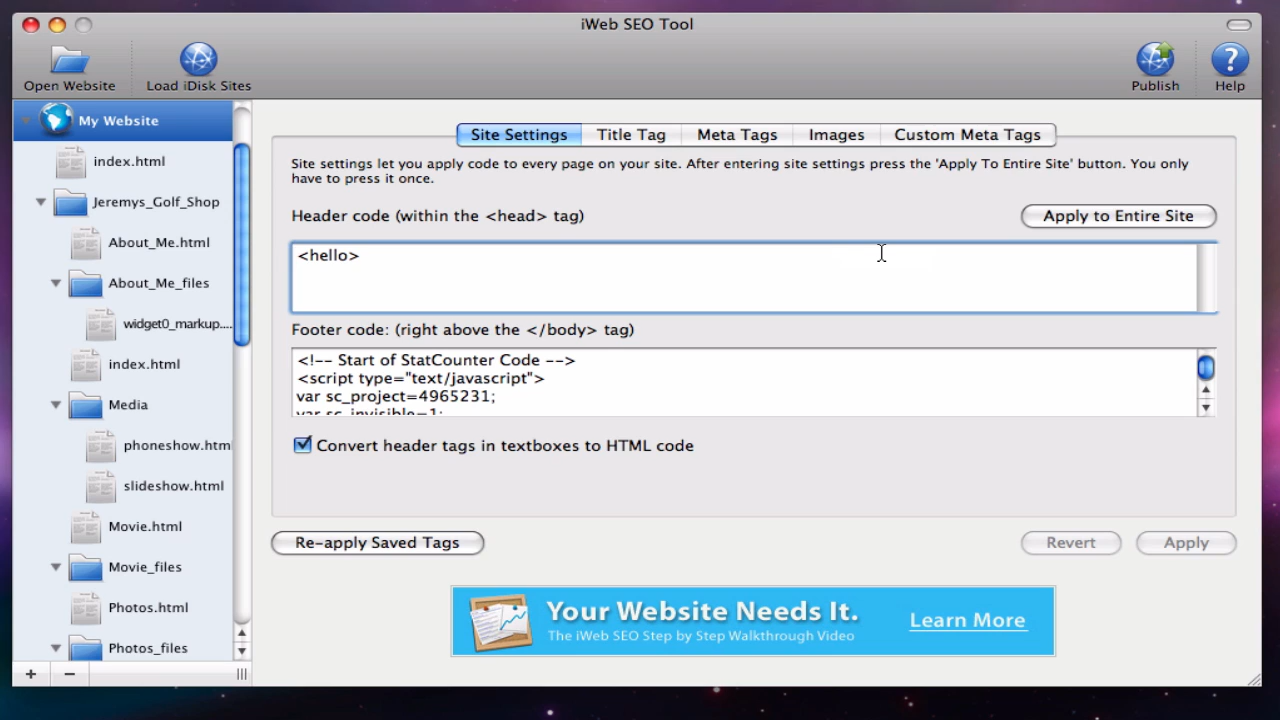 iWeb SEO Tool
Open Website
Load iDisk Sites
Publish
Help
My Website
index.html
Jeremys_Golf_Shop
About_Me.html
About_Me_files
widget0_markup....
index.html
Media
phoneshow.htm
slideshow.html
Movie.html
Movie_files
Photos.html
Photos_files
Site Settings
Title Tag
Meta Tags
Images
Custom Meta Tags
Site settings let you apply code to every page on your site. After entering site settings press the 'Apply To Entire Site' button. You only
have to press it once.
Header code (within the <head> tag)
Apply to Entire Site
<hello>
Footer code: (right above the </body> tag)
<!-- Start of StatCounter Code -->
<script type="text/javascript">
var sc_project=4965231;
var sc_invisible=1;
Convert header tags in textboxes to HTML code
Re-apply Saved Tags
Revert
Apply
Your Website Needs It.
The iWeb SEO Step by Step Walkthrough Video
Learn More